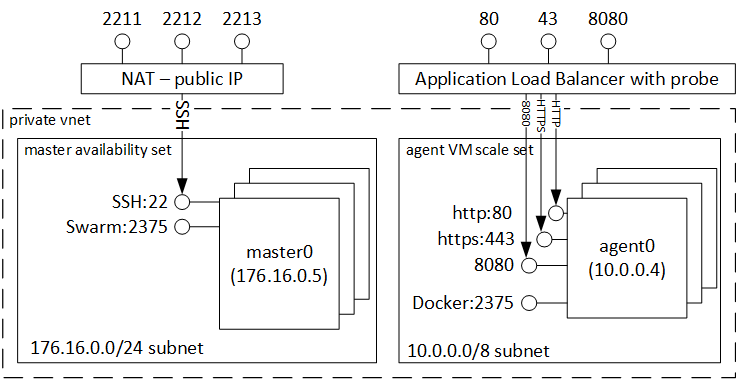 2211 2212 2213
80 43 8080
NAT – public IP
Application Load Balancer with probe
SSH
8080
HTTPS
HTTP
private vnet
master availability set
SSH:22
Swarm:2375
master0
(176.16.0.5)
176.16.0.0/24 subnet
agent VM scale set
http:80
https:443
8080
Docker:2375
agent0
(10.0.0.4)
10.0.0.0/8 subnet